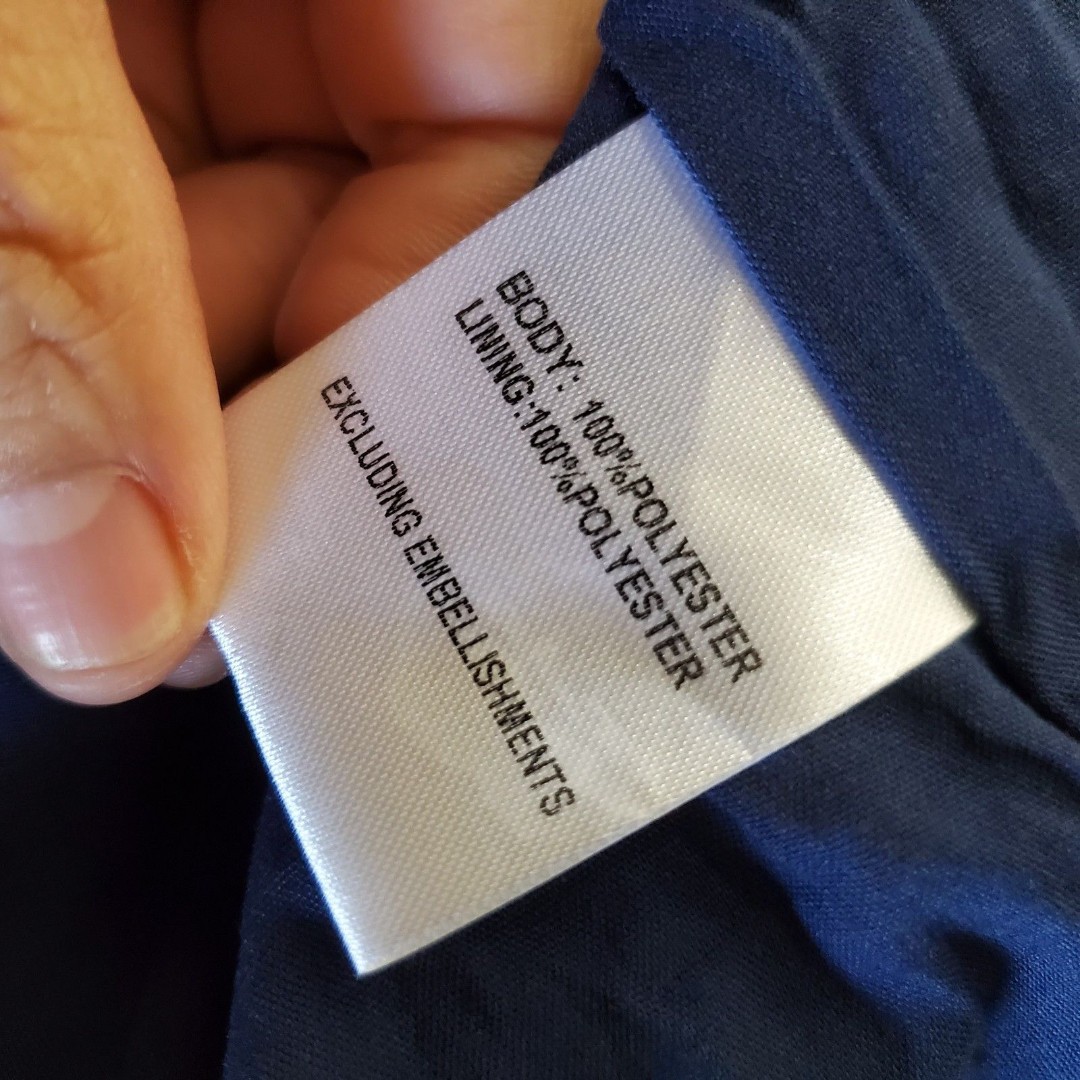 BODY: 100%POLYESTER
LINING:100%POLYESTER
EXCLUDING EMBELLISHMENTS